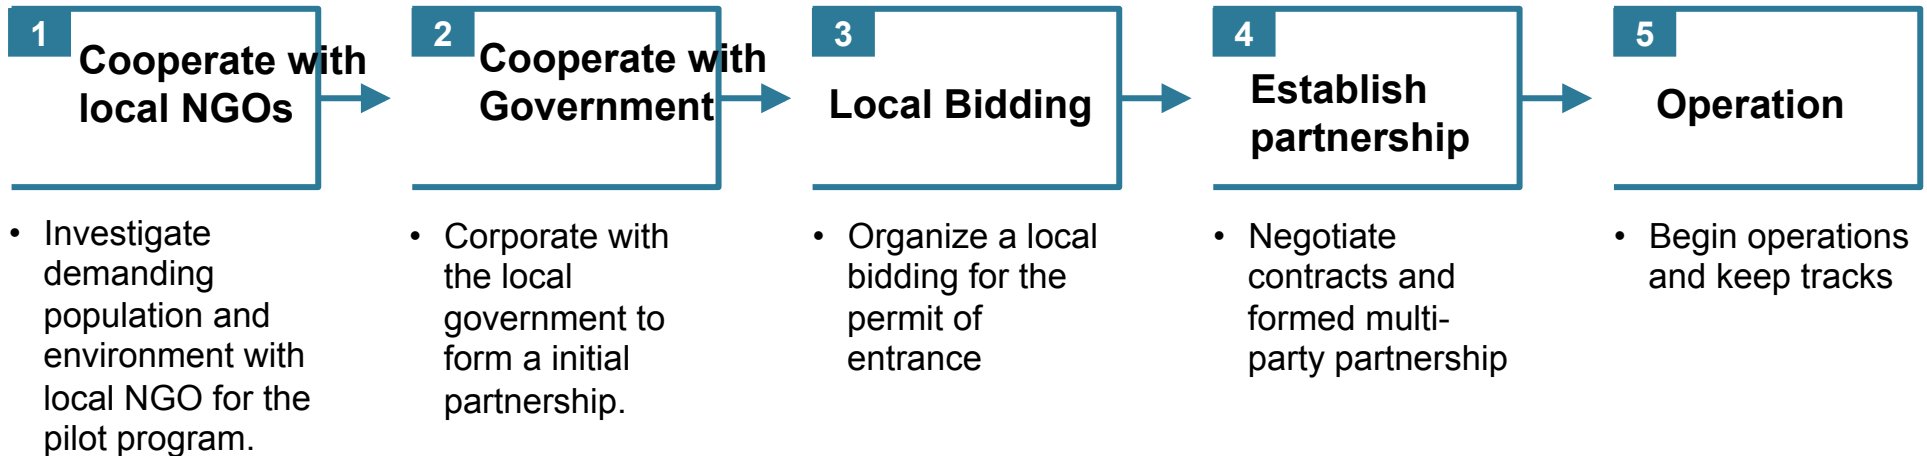 1
Cooperate with
local NGOs
• Investigate
demanding
population and
environment with
local NGO for the
pilot program.
2
Cooperate with
Government
• Corporate with
the local
government to
form a initial
partnership.
3
Local Bidding
• Organize a local
bidding for the
permit of
entrance
4
Establish
partnership
• Negotiate
contracts and
formed multi-
party partnership
5
Operation
• Begin operations
and keep tracks